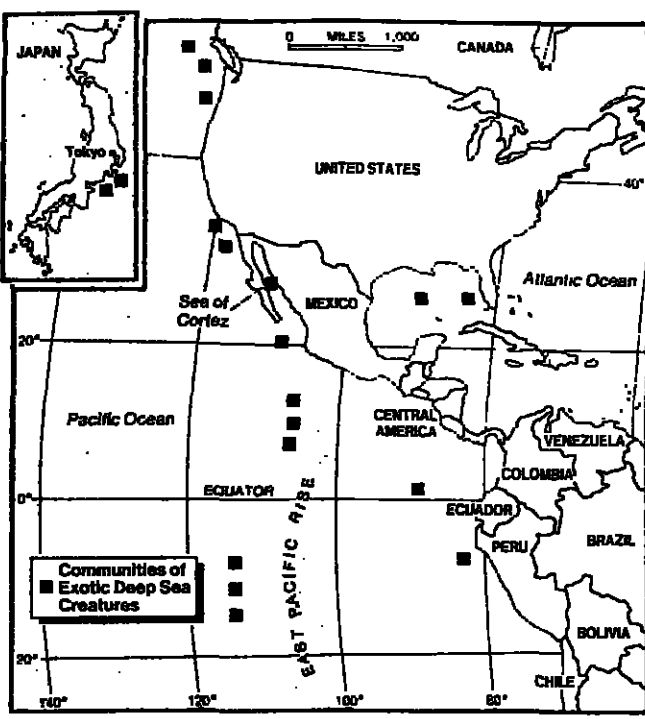 JAPAN
Tokyo
0 MILES 1,000
CANADA
UNITED STATES
40°
Atlantic Ocean
Sea of
Cortez
MEXICO
20°
Pacific Ocean
CENTRAL
AMERICA
VENEZUELA
COLOMBIA
EQUATOR
0°
ECUADOR
PERU
BRAZIL
EAST PACIFIC RISE
Communities of
Exotic Deep Sea
Creatures
BOLIVIA
20°
CHILE
140°
120°
100°
80°